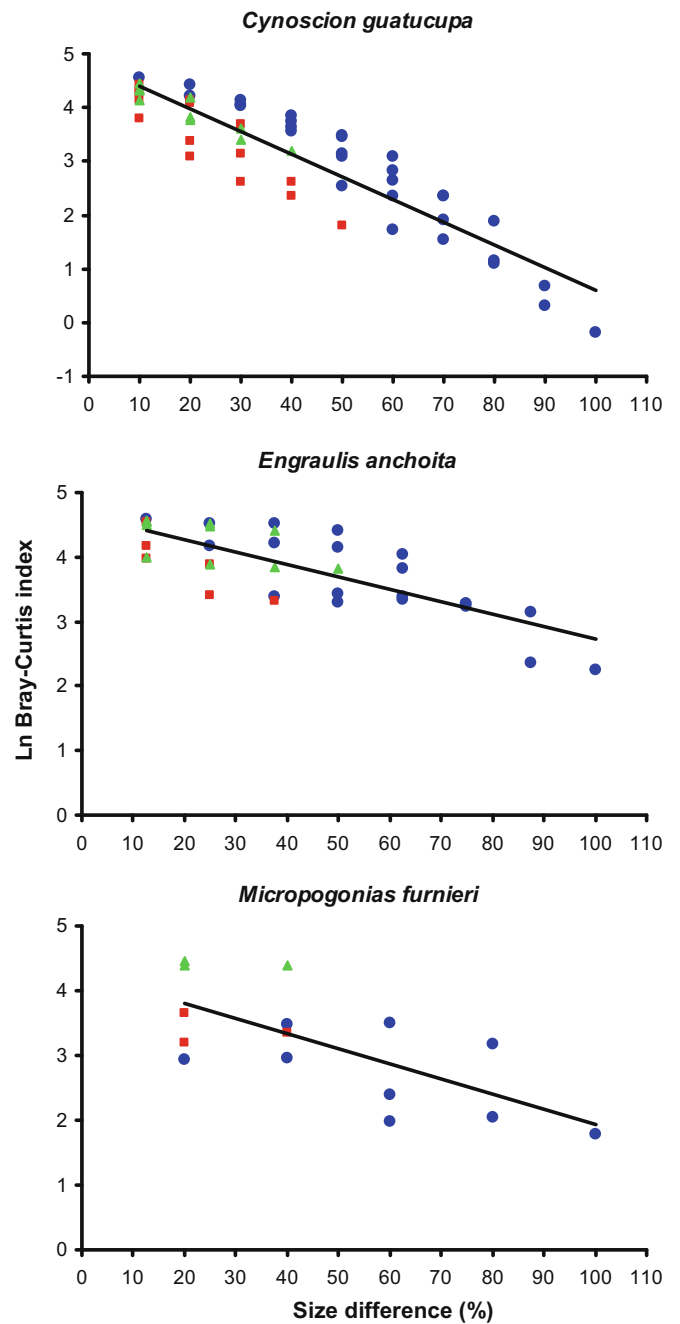 Cynoscion guatucupa
5
4
3
2
1
0
-1
0 10 20 30 40 50 60 70 80 90 100 110
Engraulis anchoita
5
4
3
2
1
0
0 10 20 30 40 50 60 70 80 90 100 110
Ln Bray-Curtis index
Micropogonias furnieri
5
4
3
2
1
0
0 10 20 30 40 50 60 70 80 90 100 110
Size difference (%)